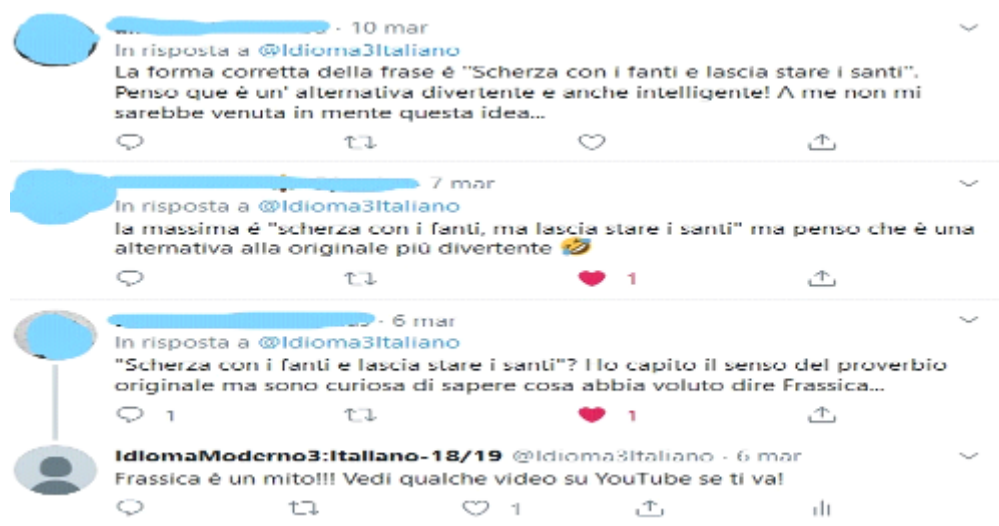 · 10 mar
In risposta a @Idioma3Italiano
La forma corretta della frase é "Scherza con i fanti e lascia stare i santi".
Penso que è un' alternativa divertente e anche intelligente! A me non mi
sarebbe venuta in mente questa idea...
7 mar
In risposta a @Idioma3Italiano
la massima é "scherza con i fanti, ma lascia stare i santi" ma penso che è una
alternativa alla originale più divertente 🤣
1
· 6 mar
In risposta a @Idioma3Italiano
"Scherza con i fanti e lascia stare i santi"? Ho capito il senso del proverbio
originale ma sono curiosa di sapere cosa abbia voluto dire Frassica...
1 1
IdiomaModerno3:Italiano-18/19 @Idioma3Italiano · 6 mar
Frassica è un mito!!! Vedi qualche video su YouTube se ti va!
1